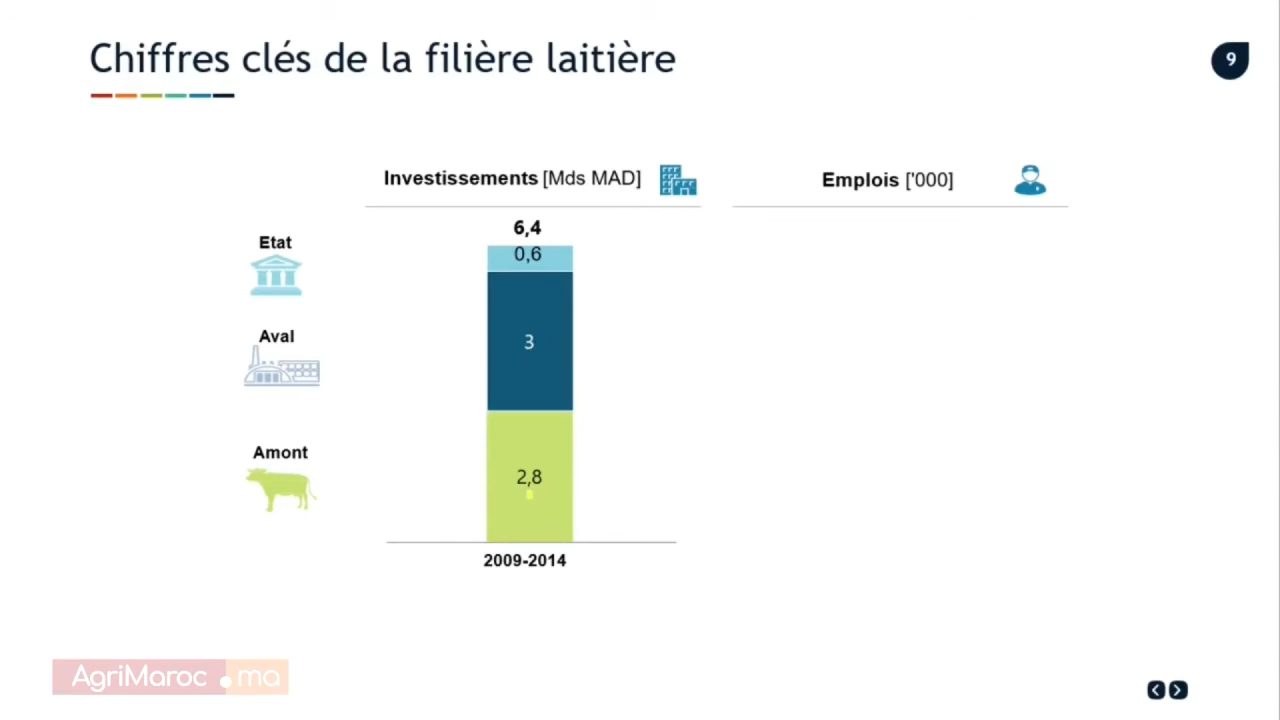 Chiffres clés de la filière laitière
9
Investissements [Mds MAD]
Emplois ['000]
6,4
Etat
0,6
Aval
3
Amont
2,8
2009-2014
AgriMaroc.ma